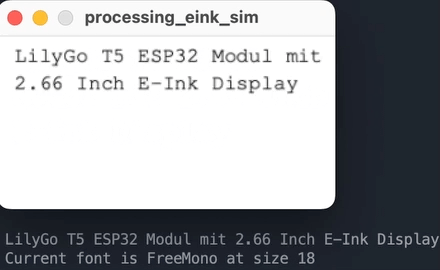 processing_eink_sim
LilyGo T5 ESP32 Modul mit
2.66 Inch E-Ink Display
LilyGo T5 ESP32 Modul mit 2.66 Inch E-Ink Display
Current font is FreeMono at size 18